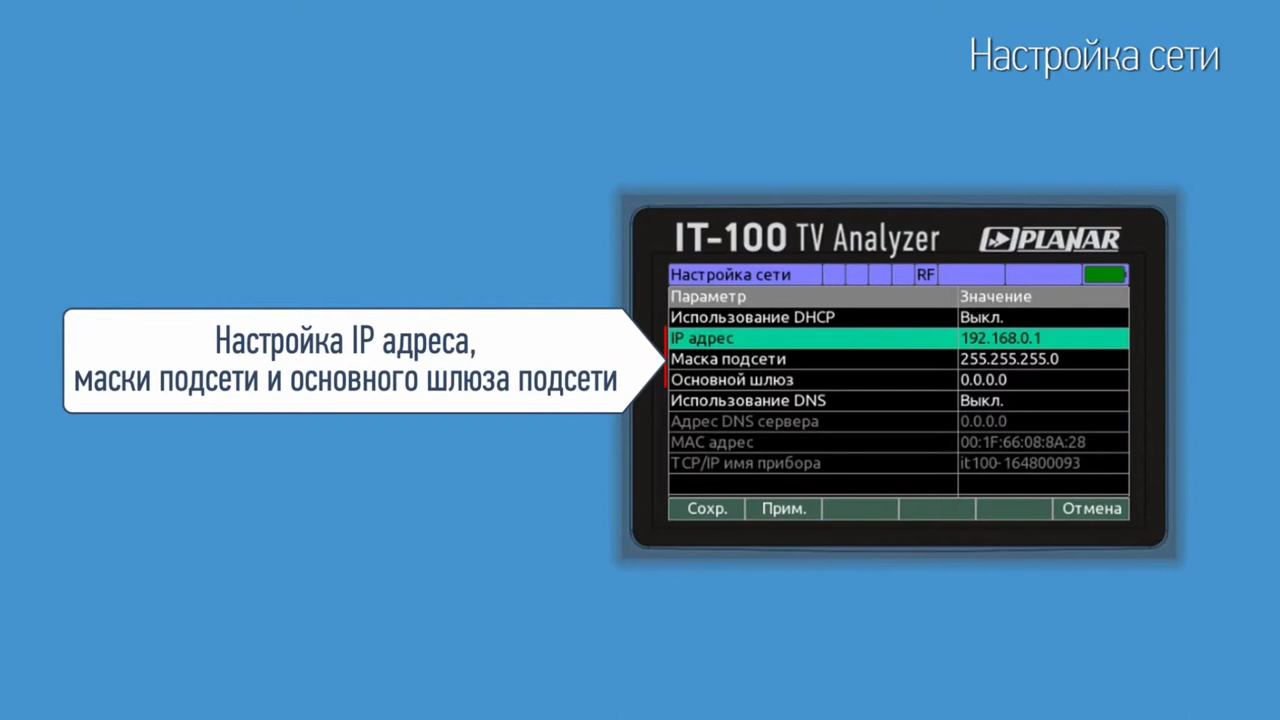 Настройка сети
Настройка IP адреса,
маски подсети и основного шлюза подсети
IT-100 TV Analyzer PLANAR
Настройка сети RF
Параметр Значение
Использование DHCP Выкл.
IP адрес 192.168.0.1
Маска подсети 255.255.255.0
Основной шлюз 0.0.0.0
Использование DNS Выкл.
Адрес DNS сервера 0.0.0.0
MAC адрес 00:1F:66:08:8A:28
TCP/IP имя прибора it100-164800093
Сохр. Прим. Отмена